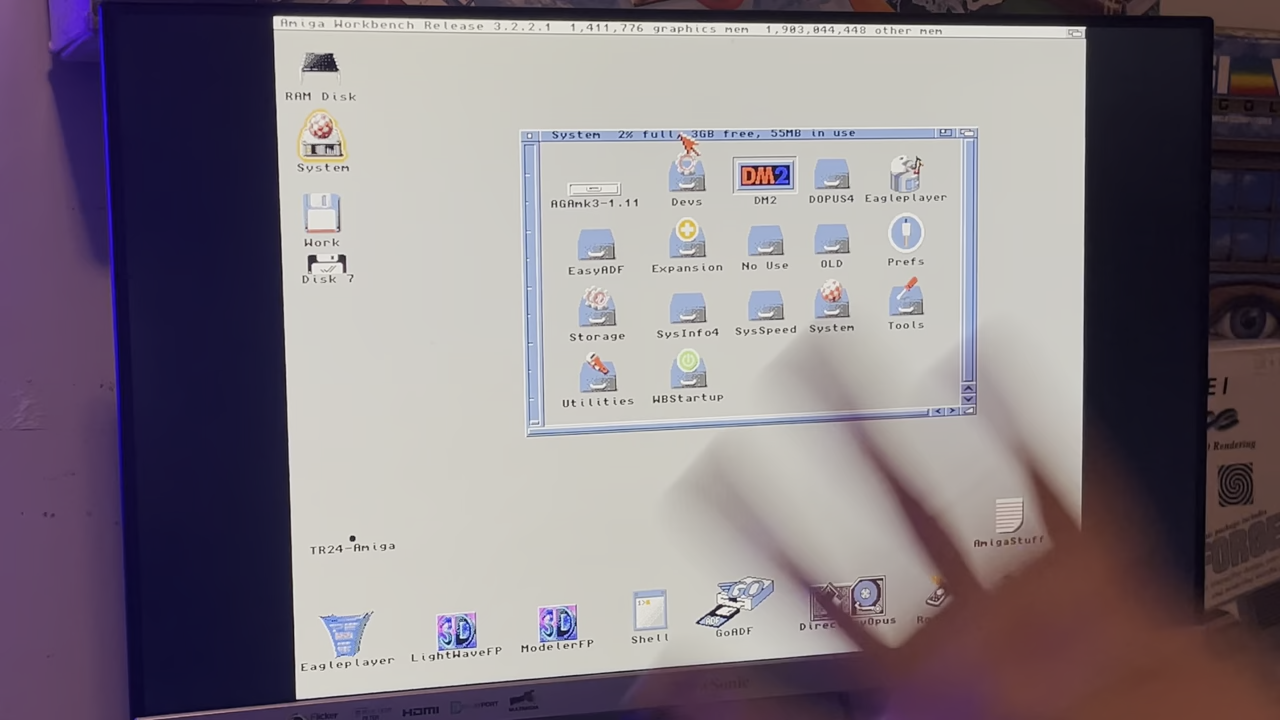 Amiga Workbench Release 3.2.2.1 1,411,776 graphics mem 1,903,044,448 other mem
RAM Disk
System
Work
Disk 7
System 2% full, 3GB free, 55MB in use
AGAmk3-1.11 Devs DM2 DOPUS4 Eagleplayer
DM2
EasyADF Expansion No Use OLD Prefs
Storage SysInfo4 SysSpeed System Tools
Utilities WBStartup
TR24-Amiga
AmigaStuff
GO
ADF
Eagleplayer LightWaveFP ModelerFP Shell GoADF
HDMI
Rendering